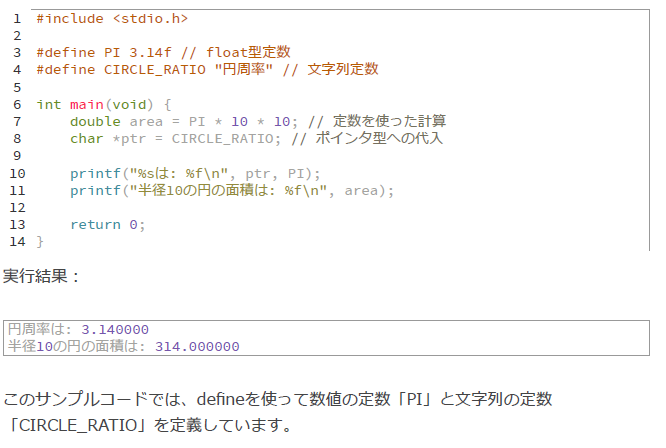 1 #include <stdio.h>
2
3 #define PI 3.14f // float型定数
4 #define CIRCLE_RATIO "円周率" // 文字列定数
5
6 int main(void) {
7     double area = PI * 10 * 10; // 定数を使った計算
8     char *ptr = CIRCLE_RATIO; // ポインタ型への代入
9
10     printf("%sは: %f\n", ptr, PI);
11     printf("半径10の円の面積は: %f\n", area);
12
13     return 0;
14 }
実行結果：
円周率は: 3.140000
半径10の円の面積は: 314.000000
このサンプルコードでは、defineを使って数値の定数「PI」と文字列の定数
「CIRCLE_RATIO」を定義しています。